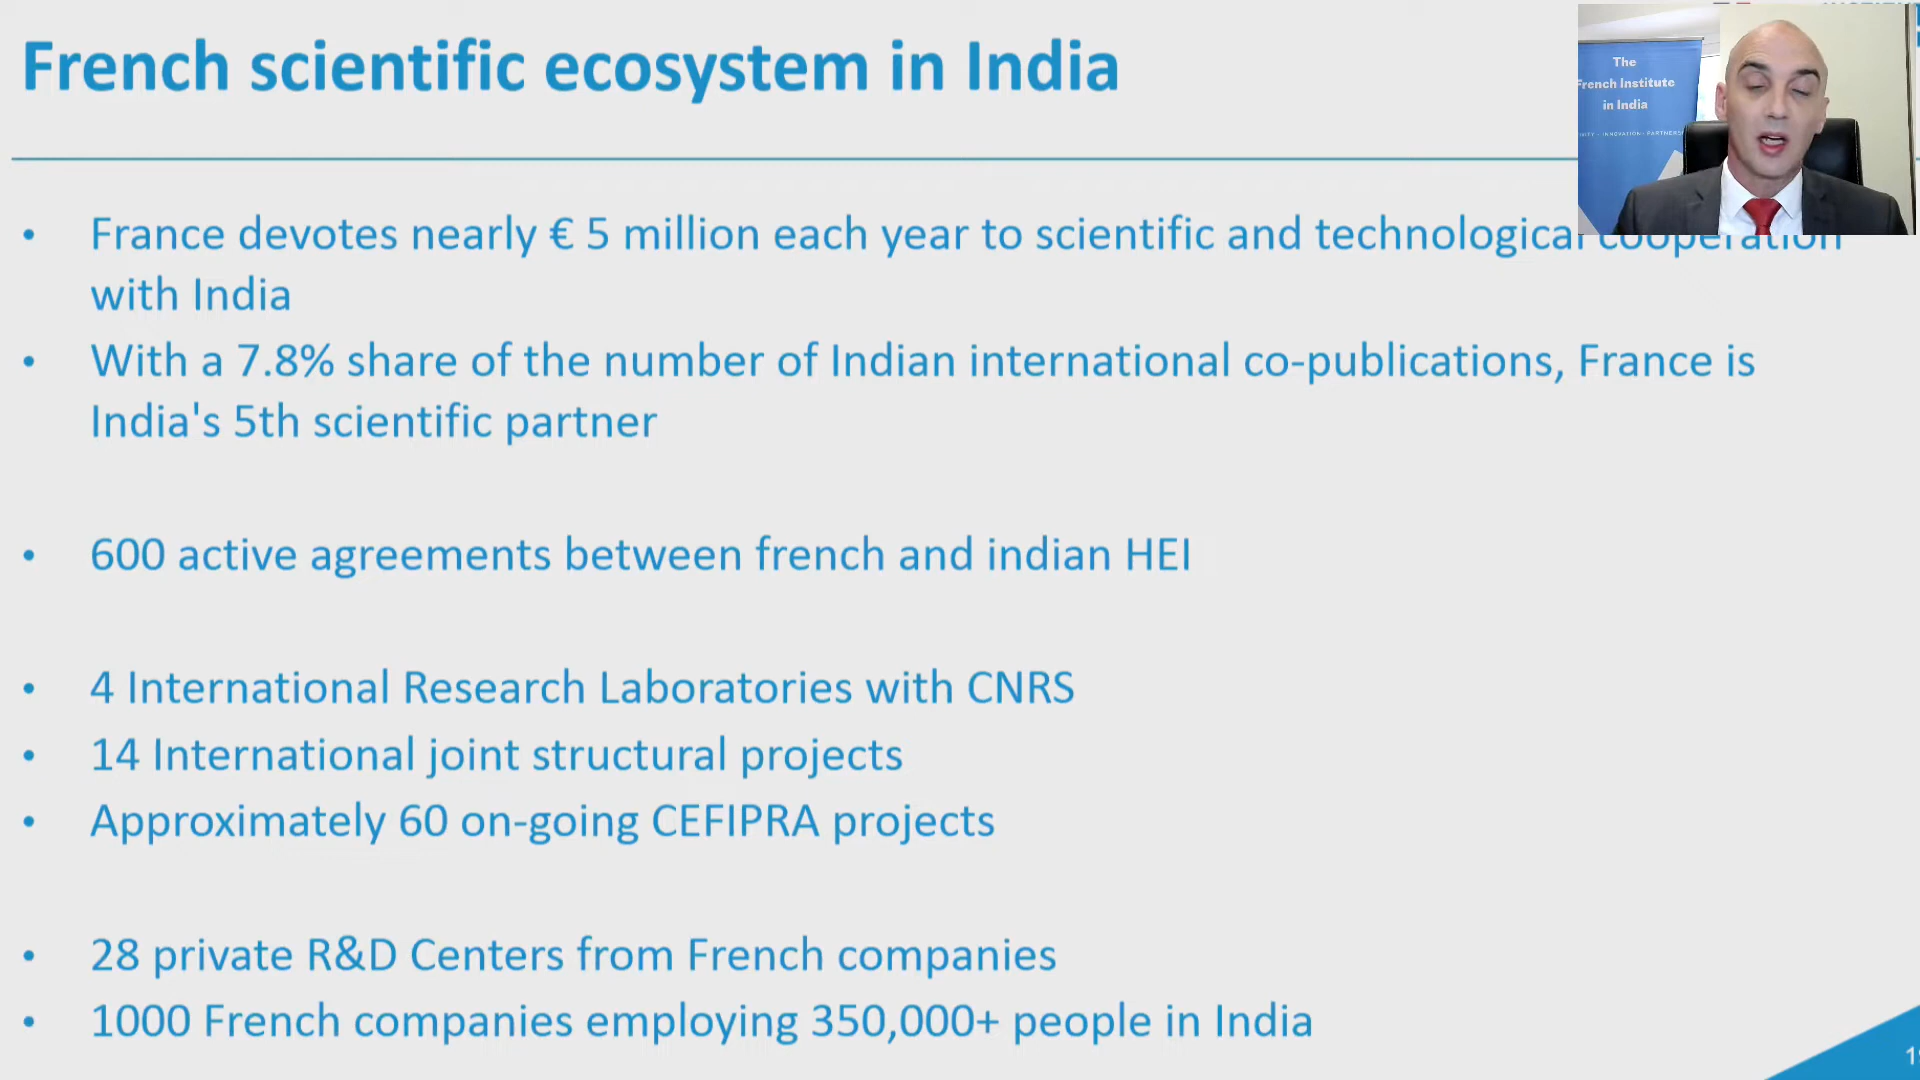 French scientific ecosystem in India
The
French Institute
in India
• France devotes nearly € 5 million each year to scientific and technological cooperation
with India
• With a 7.8% share of the number of Indian international co-publications, France is
India's 5th scientific partner
• 600 active agreements between french and indian HEI
• 4 International Research Laboratories with CNRS
• 14 International joint structural projects
• Approximately 60 on-going CEFIPRA projects
• 28 private R&D Centers from French companies
• 1000 French companies employing 350,000+ people in India